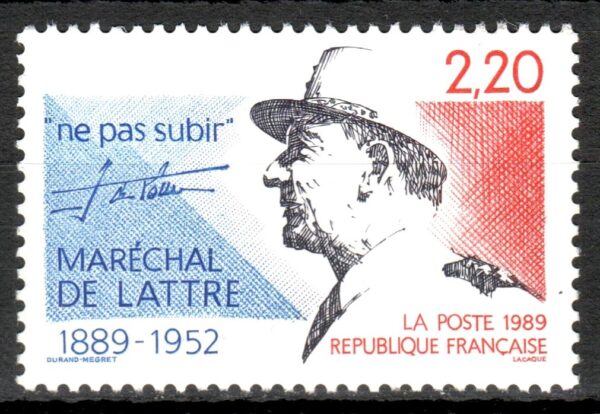 2,20
"ne pas subir"
MARÉCHAL
DE LATTRE
1889-1952
DURAND-MEGRET
LA POSTE 1989
REPUBLIQUE FRANÇAISE
LACAQUE